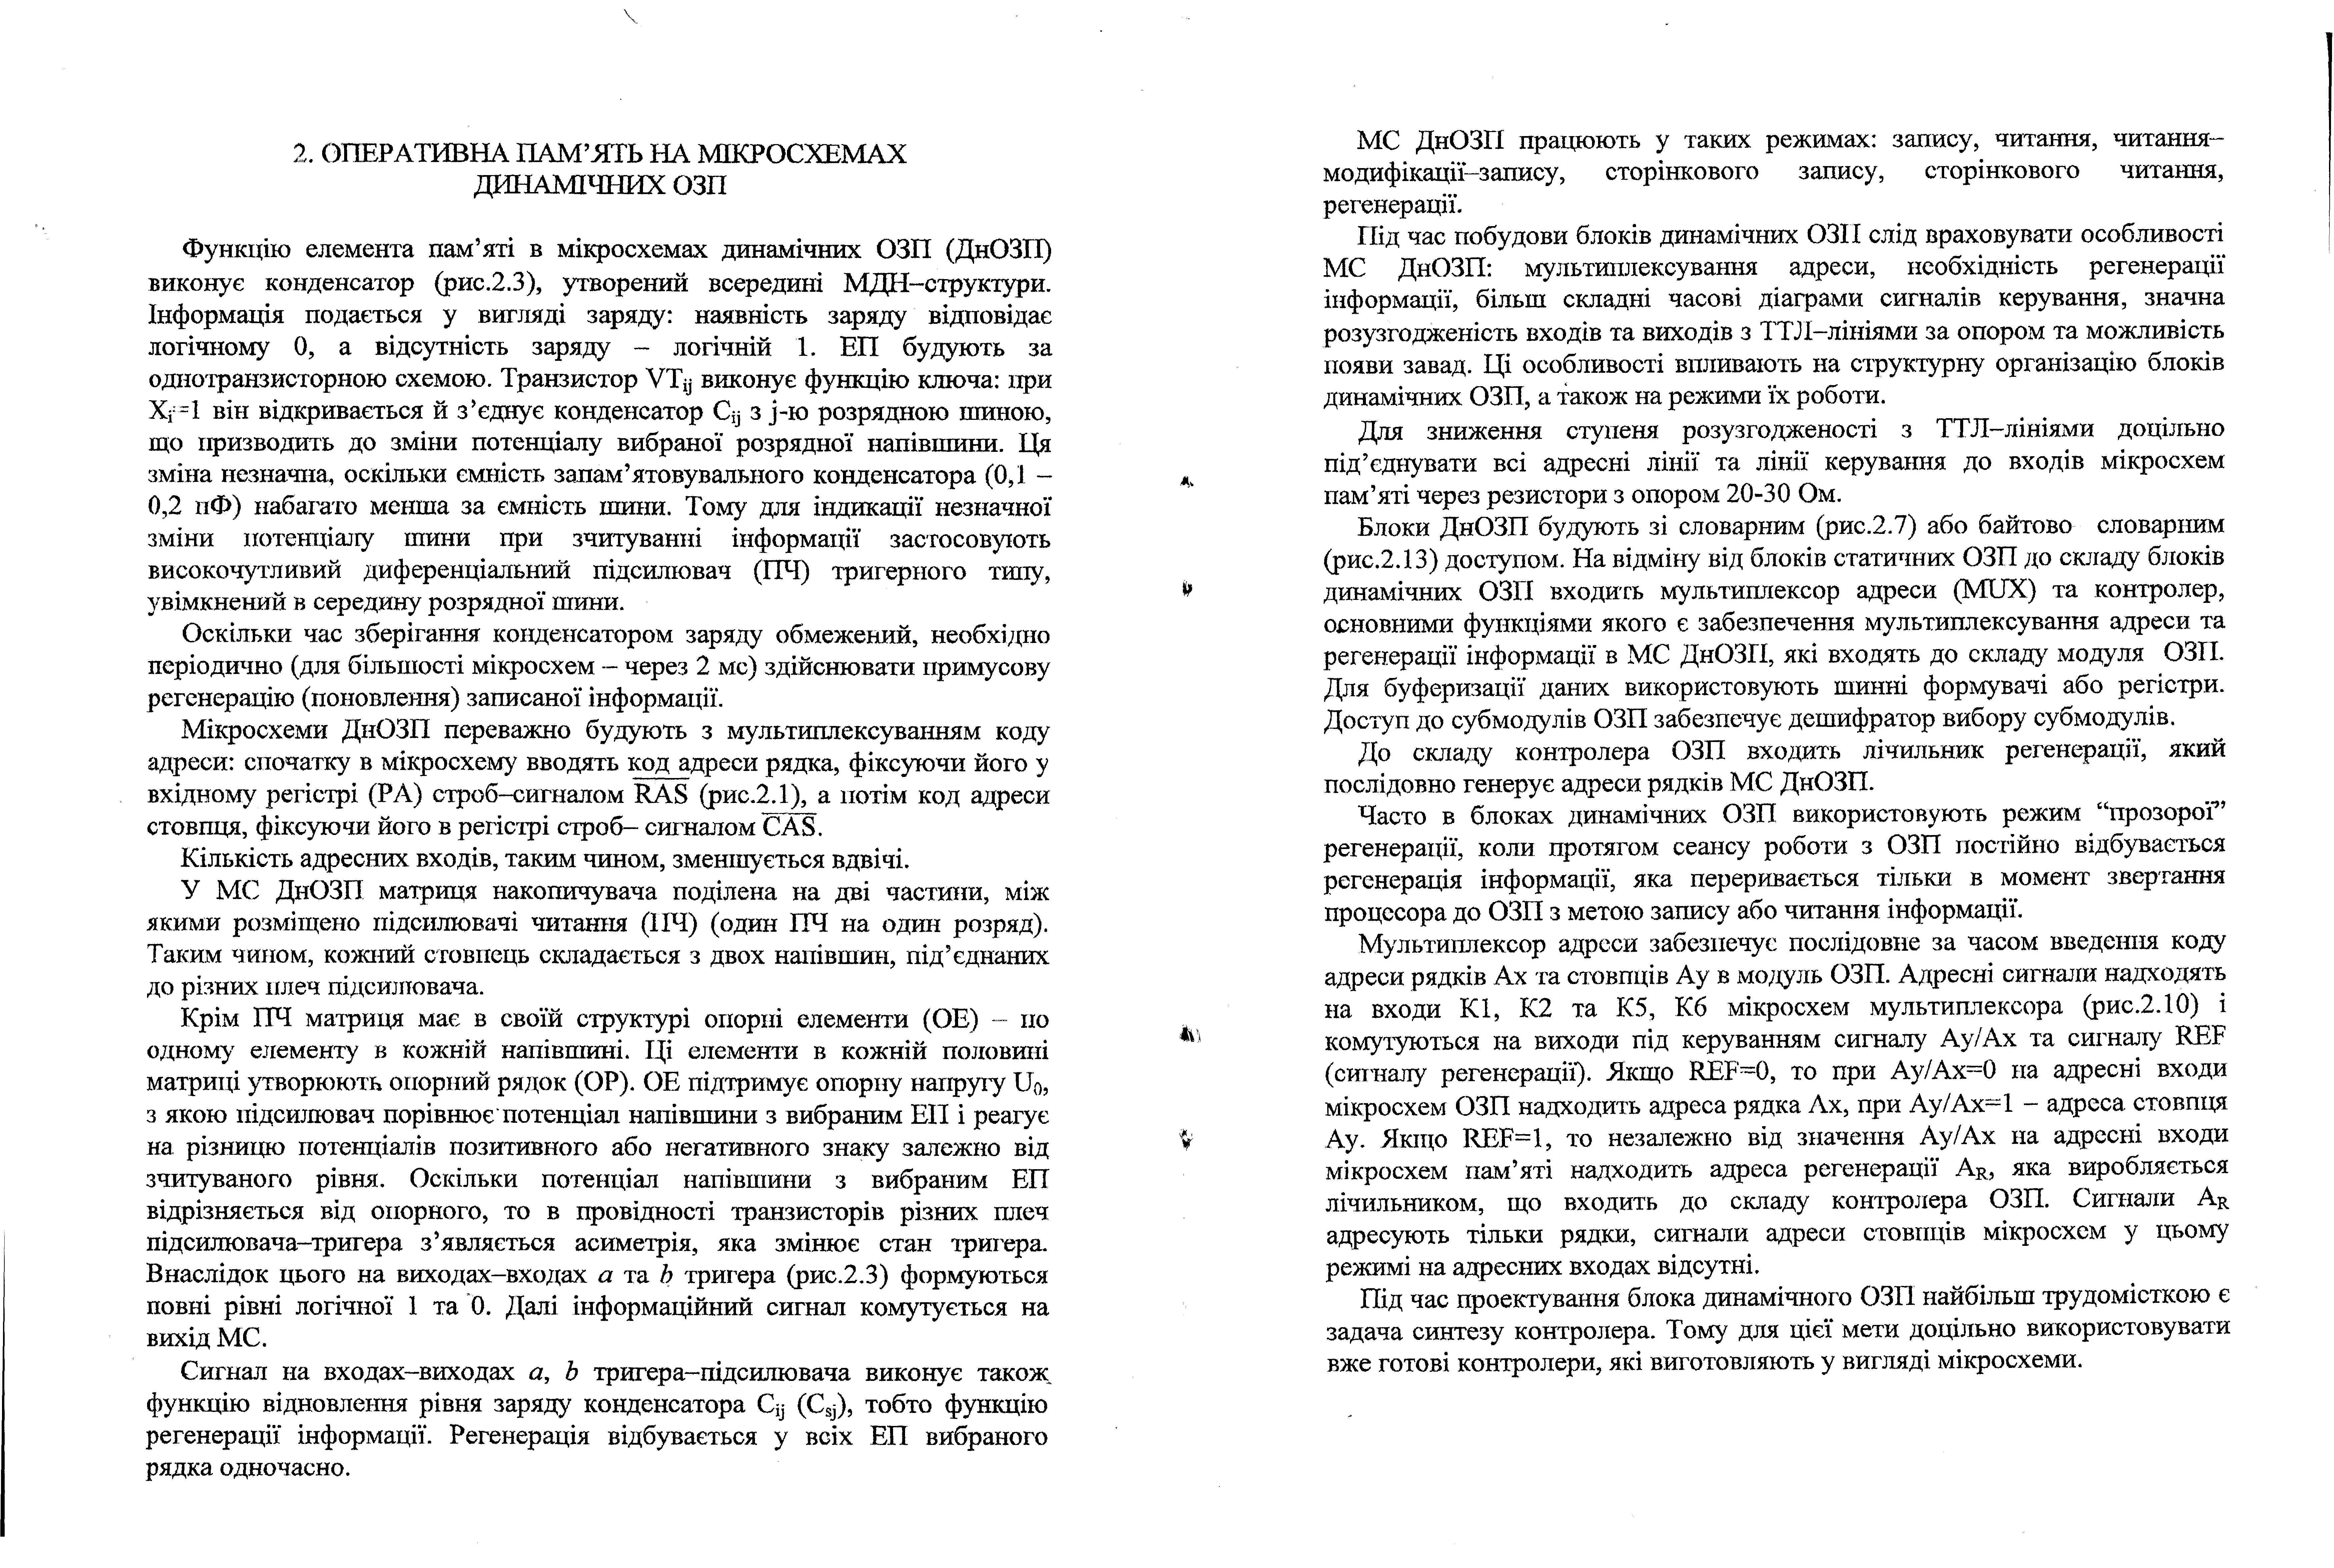 2. ОПЕРАТИВНА ПАМ’ЯТЬ НА МІКРОСХЕМАХ
ДИНАМІЧНИХ ОЗП
Функцію елемента пам’яті в мікросхемах динамічних ОЗП (ДнОЗП)
виконує конденсатор (рис.2.3), утворений всередині МДН–структури.
Інформація подається у вигляді заряду: наявність заряду відповідає
логічному 0, а відсутність заряду – логічній 1. ЕП будують за
однотранзисторною схемою. Транзистор VTij виконує функцію ключа: при
Xi=1 він відкривається й з’єднує конденсатор Cij з j-ю розрядною шиною,
що призводить до зміни потенціалу вибраної розрядної напівшини. Ця
зміна незначна, оскільки ємність запам’ятовувального конденсатора (0,1 –
0,2 пФ) набагато менша за ємність шини. Тому для індикації незначної
зміни потенціалу шини при зчитуванні інформації застосовують
високочутливий диференціальний підсилювач (ПЧ) тригерного типу,
увімкнений в середину розрядної шини.
Оскільки час зберігання конденсатором заряду обмежений, необхідно
періодично (для більшості мікросхем – через 2 мс) здійснювати примусову
регенерацію (поновлення) записаної інформації.
Мікросхеми ДнОЗП переважно будують з мультиплексуванням коду
адреси: спочатку в мікросхему вводять код адреси рядка, фіксуючи його у
вхідному регістрі (РА) строб–сигналом R̅A̅S̅ (рис.2.1), а потім код адреси
стовпця, фіксуючи його в регістрі строб– сигналом C̅A̅S̅.
Кількість адресних входів, таким чином, зменшується вдвічі.
У МС ДнОЗП матриця накопичувача поділена на дві частини, між
якими розміщено підсилювачі читання (ПЧ) (один ПЧ на один розряд).
Таким чином, кожний стовпець складається з двох напівшин, під’єднаних
до різних плеч підсилювача.
Крім ПЧ матриця має в своїй структурі опорні елементи (ОЕ) – по
одному елементу в кожній напівшині. Ці елементи в кожній половині
матриці утворюють опорний рядок (ОР). ОЕ підтримує опорну напругу U0,
з якою підсилювач порівнює потенціал напівшини з вибраним ЕП і реагує
на різницю потенціалів позитивного або негативного знаку залежно від
зчитуваного рівня. Оскільки потенціал напівшини з вибраним ЕП
відрізняється від опорного, то в провідності транзисторів різних плеч
підсилювача–тригера з’являється асиметрія, яка змінює стан тригера.
Внаслідок цього на виходах–входах a та b тригера (рис.2.3) формуються
повні рівні логічної 1 та 0. Далі інформаційний сигнал комутується на
вихід МС.
Сигнал на входах–виходах a, b тригера–підсилювача виконує також
функцію відновлення рівня заряду конденсатора Cij (Csj), тобто функцію
регенерації інформації. Регенерація відбувається у всіх ЕП вибраного
рядка одночасно.
МС ДнОЗП працюють у таких режимах: запису, читання, читання–
модифікації–запису, сторінкового запису, сторінкового читання,
регенерації.
Під час побудови блоків динамічних ОЗП слід враховувати особливості
МС ДнОЗП: мультиплексування адреси, необхідність регенерації
інформації, більш складні часові діаграми сигналів керування, значна
розузгодженість входів та виходів з ТТЛ–лініями за опором та можливість
появи завад. Ці особливості впливають на структурну організацію блоків
динамічних ОЗП, а також на режими їх роботи.
Для зниження ступеня розузгодженості з ТТЛ–лініями доцільно
під’єднувати всі адресні лінії та лінії керування до входів мікросхем
пам’яті через резистори з опором 20-30 Ом.
Блоки ДнОЗП будують зі словарним (рис.2.7) або байтово словарним
(рис.2.13) доступом. На відміну від блоків статичних ОЗП до складу блоків
динамічних ОЗП входить мультиплексор адреси (MUX) та контролер,
основними функціями якого є забезпечення мультиплексування адреси та
регенерації інформації в МС ДнОЗП, які входять до складу модуля ОЗП.
Для буферизації даних використовують шинні формувачі або регістри.
Доступ до субмодулів ОЗП забезпечує дешифратор вибору субмодулів.
До складу контролера ОЗП входить лічильник регенерації, який
послідовно генерує адреси рядків МС ДнОЗП.
Часто в блоках динамічних ОЗП використовують режим “прозорої”
регенерації, коли протягом сеансу роботи з ОЗП постійно відбувається
регенерація інформації, яка переривається тільки в момент звертання
процесора до ОЗП з метою запису або читання інформації.
Мультиплексор адреси забезпечує послідовне за часом введення коду
адреси рядків Ах та стовпців Ау в модуль ОЗП. Адресні сигнали надходять
на входи К1, К2 та К5, К6 мікросхем мультиплексора (рис.2.10) і
комутуються на виходи під керуванням сигналу Ау/Ах та сигналу REF
(сигналу регенерації). Якщо REF=0, то при Ау/Ах=0 на адресні входи
мікросхем ОЗП надходить адреса рядка Ах, при Ау/Ах=1 – адреса стовпця
Ау. Якщо REF=1, то незалежно від значення Ау/Ах на адресні входи
мікросхем пам’яті надходить адреса регенерації AR, яка виробляється
лічильником, що входить до складу контролера ОЗП. Сигнали AR
адресують тільки рядки, сигнали адреси стовпців мікросхем у цьому
режимі на адресних входах відсутні.
Під час проектування блока динамічного ОЗП найбільш трудомісткою є
задача синтезу контролера. Тому для цієї мети доцільно використовувати
вже готові контролери, які виготовляють у вигляді мікросхеми.